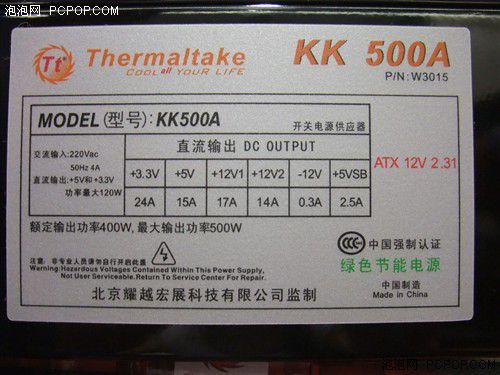 泡泡网 PCPOP.COM
Tt Thermaltake
COOL all YOUR LIFE
KK 500A
P/N:W3015
MODEL(型号):KK500A
开关电源供应器
交流输入:220Vac
50Hz 4A
直流输出:+5V和+3.3V
功率最大120W
直流输出 DC OUTPUT
+3.3V +5V +12V1 +12V2 -12V +5VSB
24A 15A 17A 14A 0.3A 2.5A
ATX 12V 2.31
额定输出功率400W,最大输出功率500W
注意:非专业人员请勿自行开启此盖
Warning:Hazardous Voltages Contained Within This Power Supply,
Not User Serviceable.Return To Service Center For Repair.
北京耀越宏展科技有限公司监制
CCC 中国强制认证
绿色节能电源
中国制造
Made in China
泡泡网 PCPOP.COM